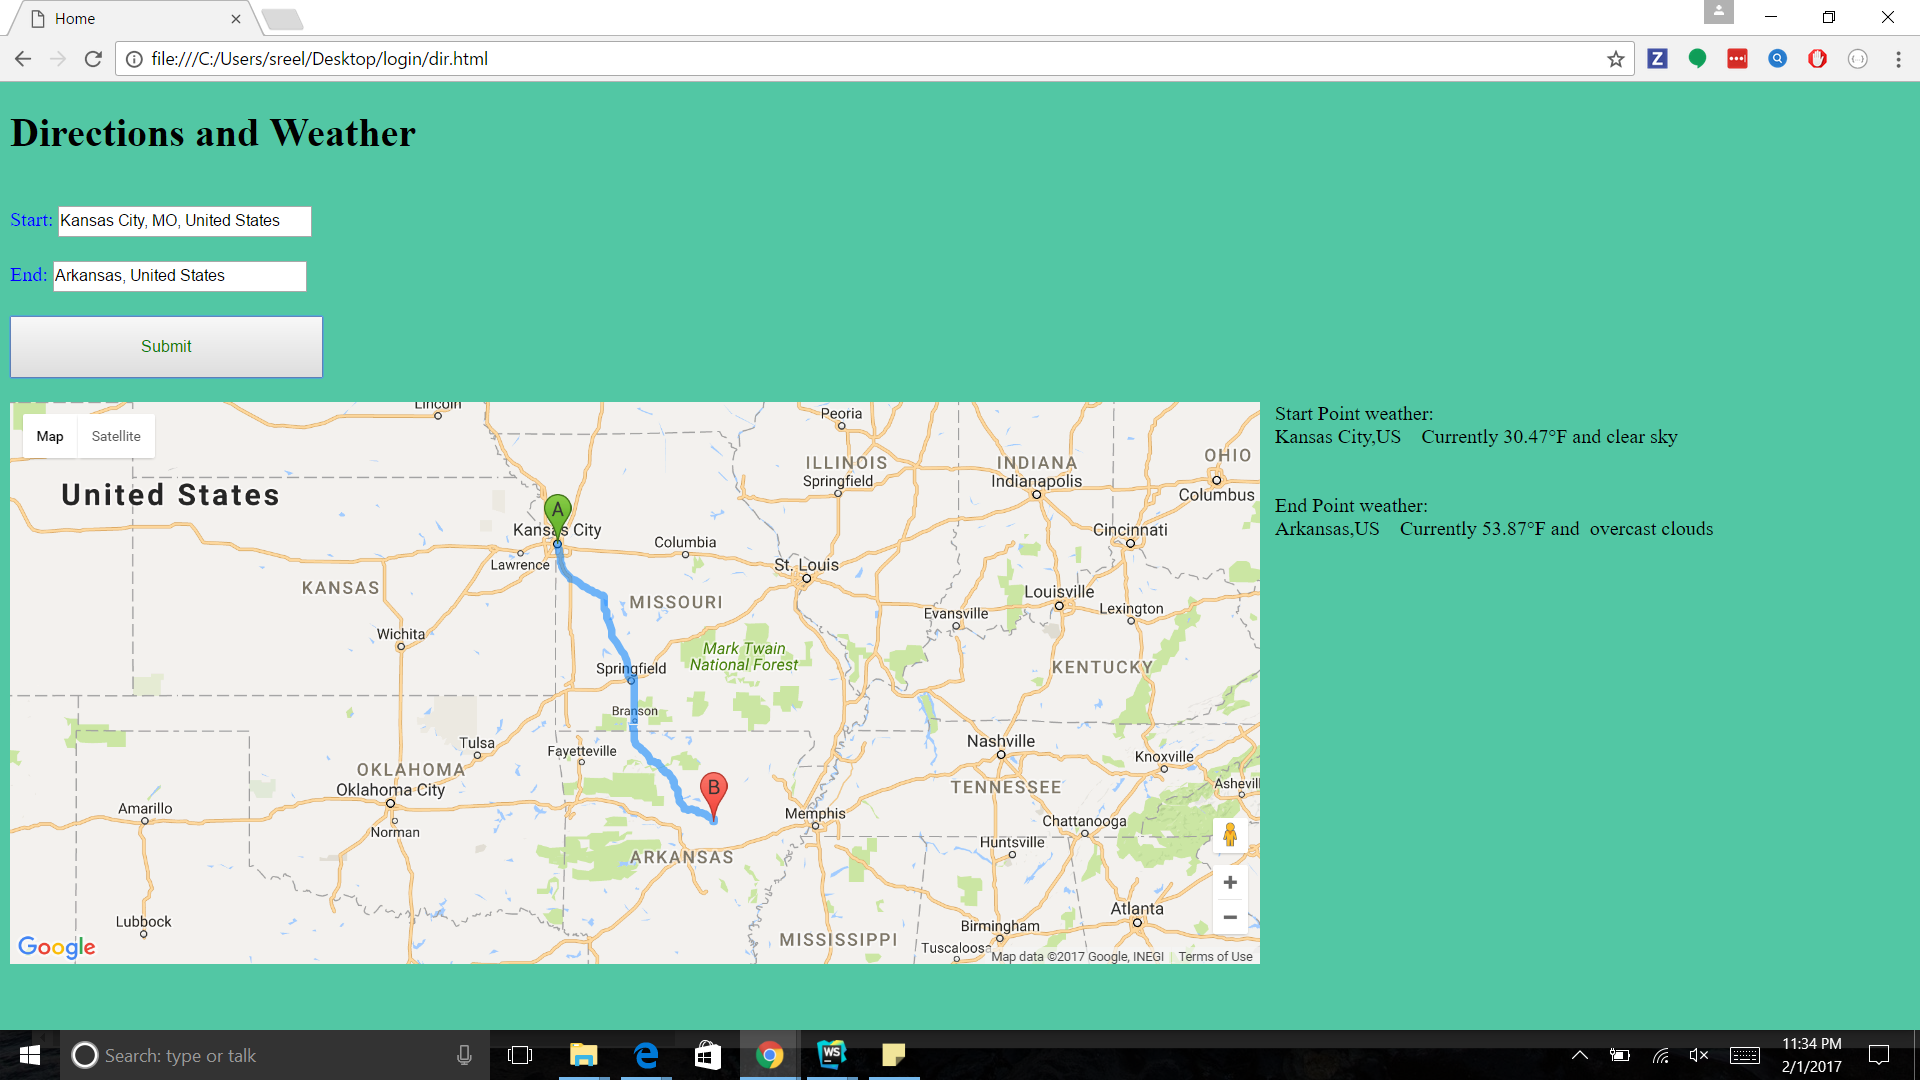 Home
file:///C:/Users/sreel/Desktop/login/dir.html
Directions and Weather
Start: Kansas City, MO, United States
End: Arkansas, United States
Submit
Map Satellite
United States
Lincoln
Peoria
ILLINOIS
Springfield
INDIANA
Indianapolis
OHIO
Columbus
Kansas City
Columbia
Cincinnati
Lawrence
St. Louis
KANSAS
MISSOURI
Louisville
Evansville
Lexington
Wichita
Mark Twain
National Forest
Springfield
KENTUCKY
Branson
Tulsa
Fayetteville
Nashville
Knoxville
OKLAHOMA
Oklahoma City
TENNESSEE
Ashevill
Amarillo
Memphis
Chattanooga
Norman
Huntsville
ARKANSAS
Lubbock
Atlanta
Birmingham
MISSISSIPPI
Tuscaloosa
A
B
Google
Map data ©2017 Google, INEGI
Terms of Use
Start Point weather:
Kansas City,US Currently 30.47°F and clear sky
End Point weather:
Arkansas,US Currently 53.87°F and overcast clouds
Search: type or talk
WS
11:34 PM
2/1/2017